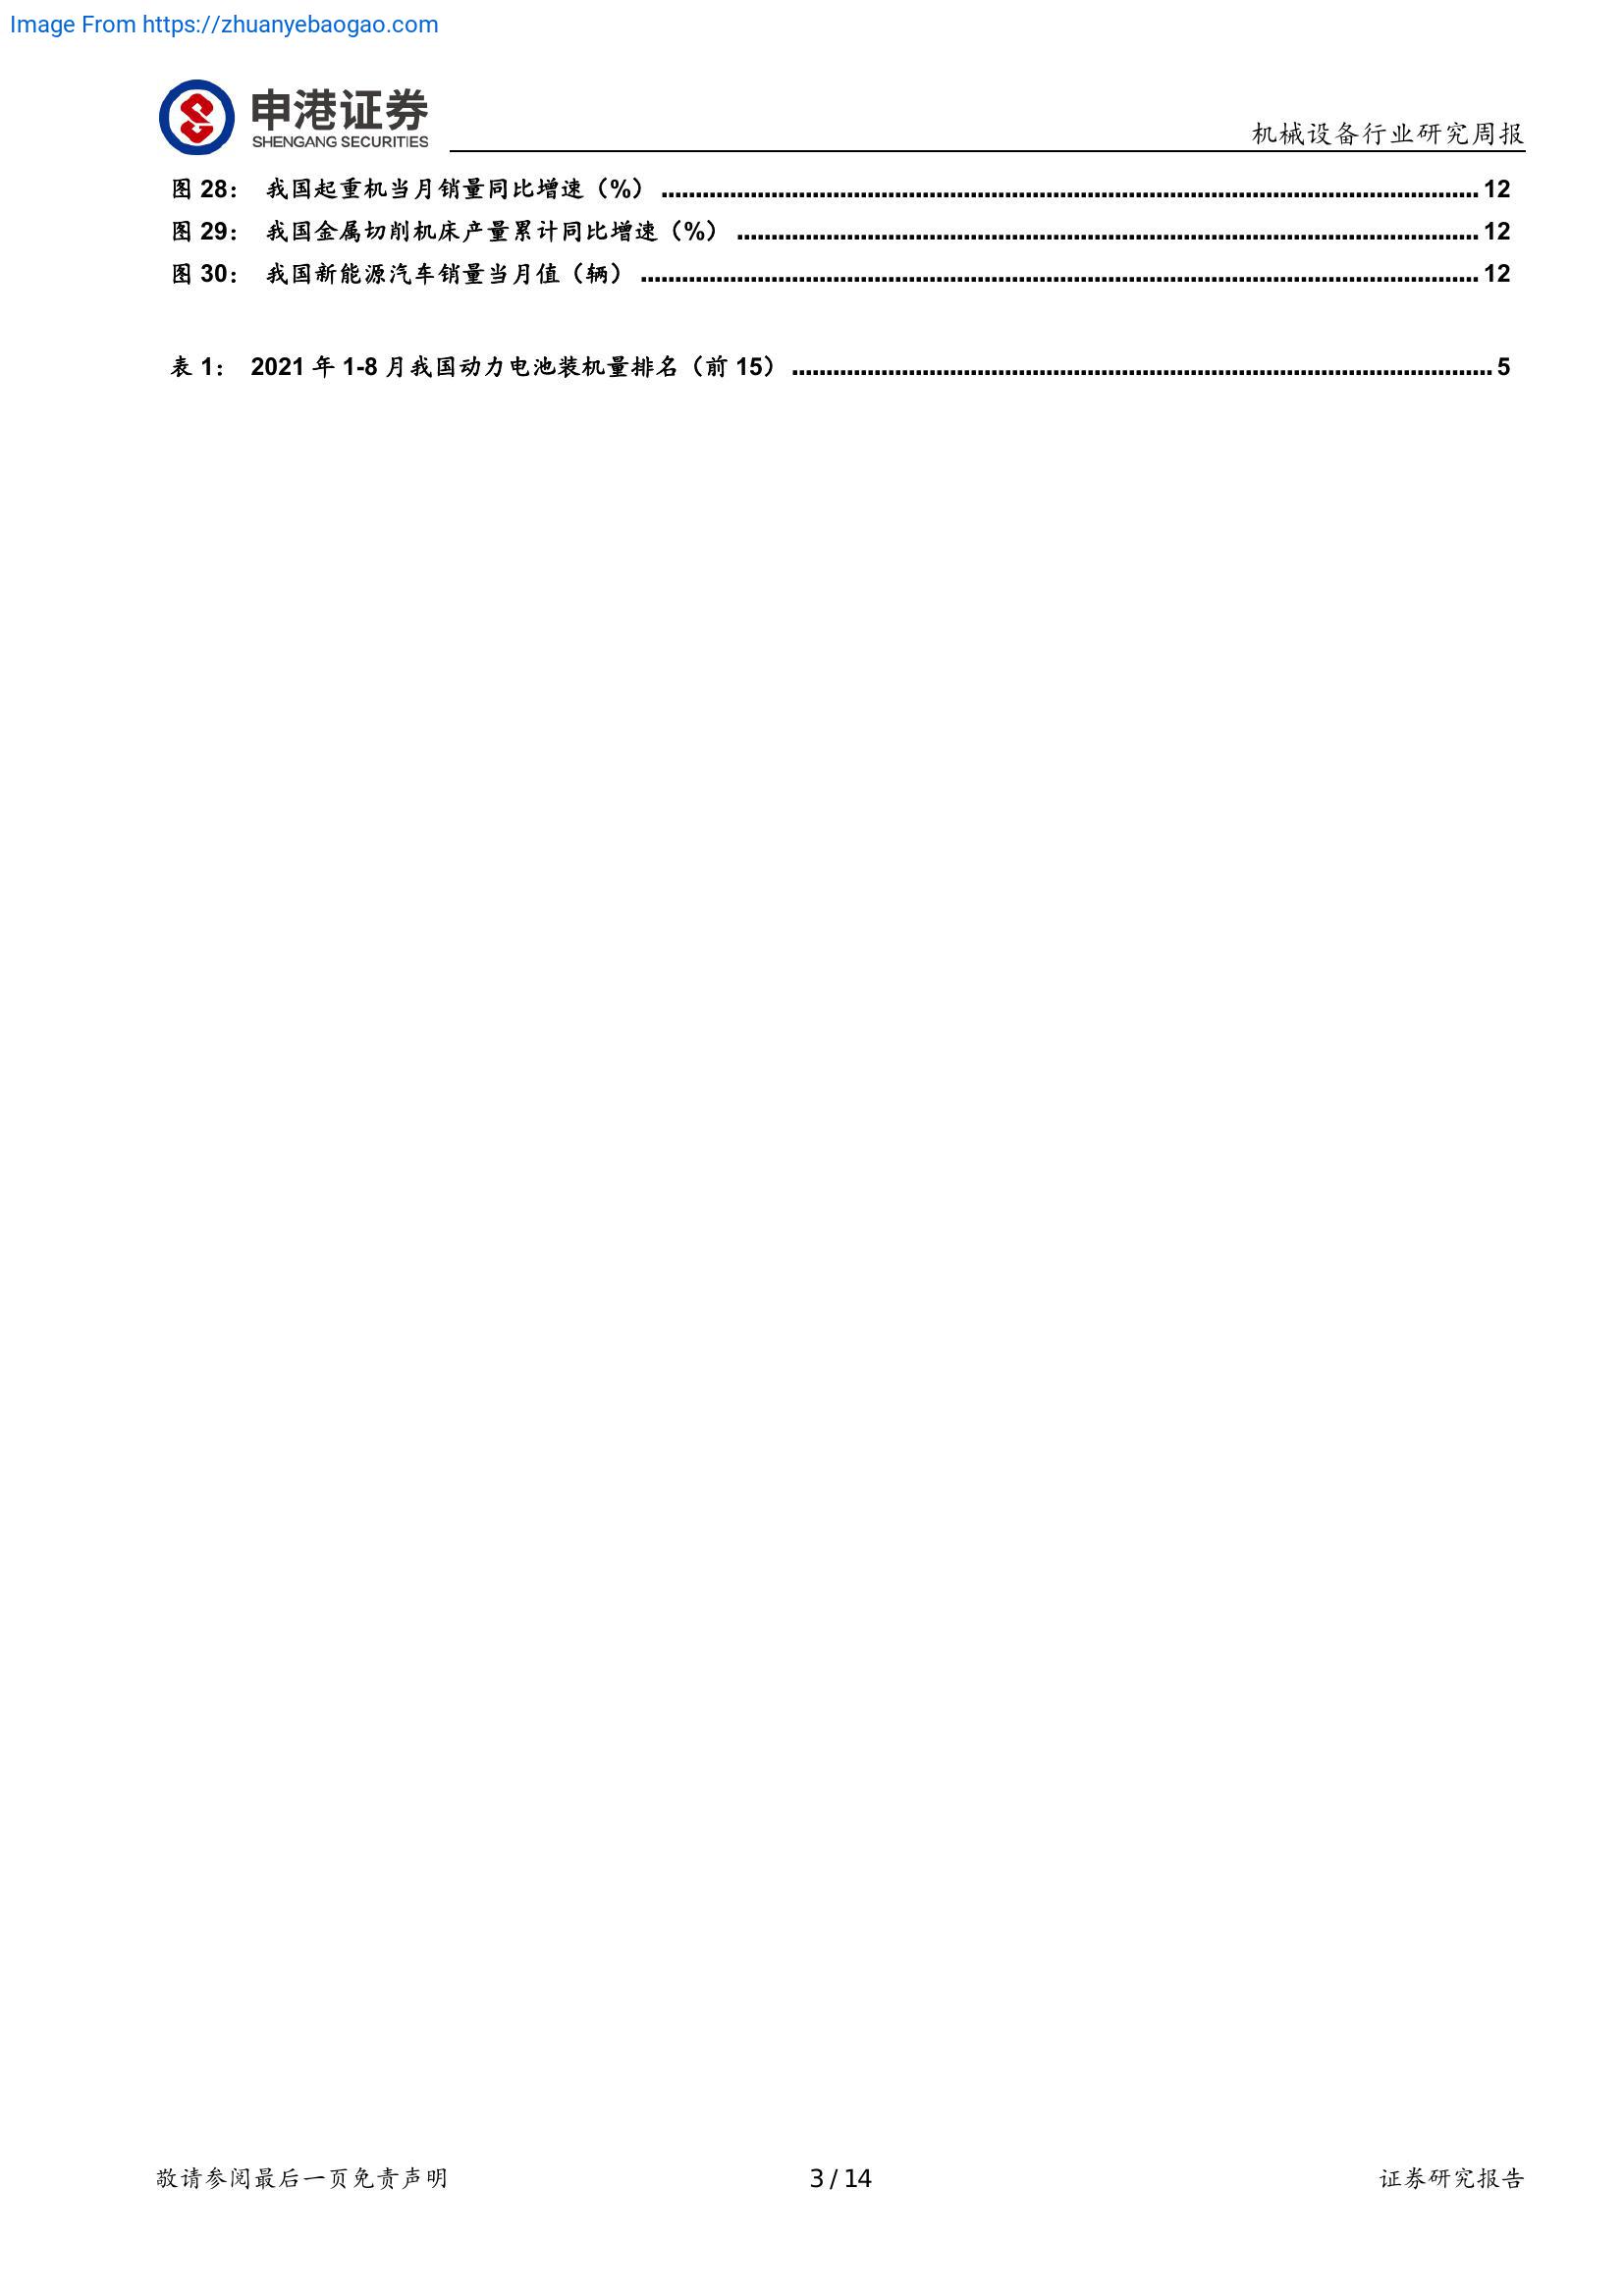 Image From https://zhuanyebaogao.com
申港证券
SHENGANG SECURITIES
机械设备行业研究周报
图 28： 我国起重机当月销量同比增速（%） ........................................ 12
图 29： 我国金属切削机床产量累计同比增速（%） ........................................ 12
图 30： 我国新能源汽车销量当月值（辆） ........................................ 12
表 1： 2021 年 1-8 月我国动力电池装机量排名（前 15） ........................................ 5
敬请参阅最后一页免责声明
3 / 14
证券研究报告